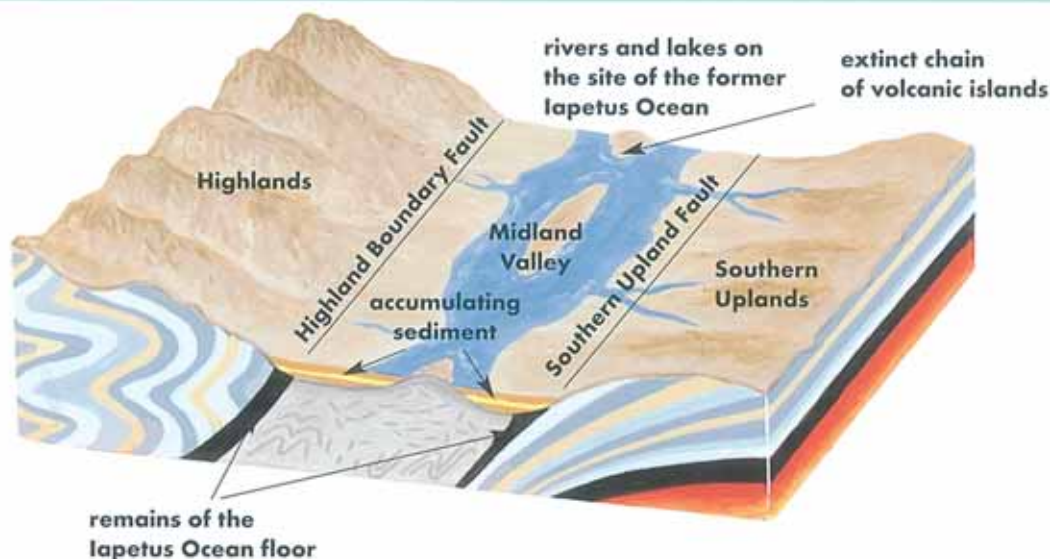 rivers and lakes on
the site of the former
Iapetus Ocean
extinct chain
of volcanic islands
Highlands
Highland Boundary Fault
Midland
Valley
Southern Upland Fault
Southern
Uplands
accumulating
sediment
remains of the
Iapetus Ocean floor